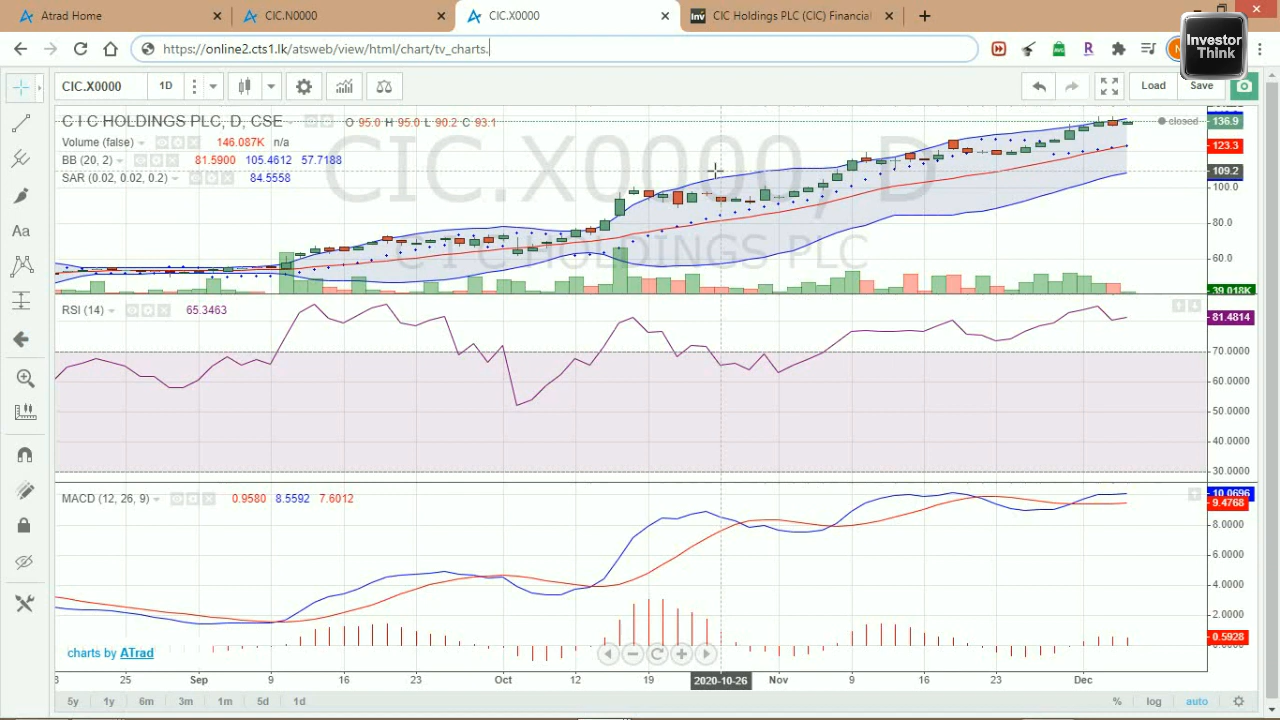 Atrad Home
CIC.N0000
CIC.X0000
CIC Holdings PLC (CIC) Financial
https://online2.cts1.lk/atsweb/view/html/chart/tv_charts.
Investor
Think
CIC.X0000
1D
Load
Save
C I C HOLDINGS PLC, D, CSE
O 95.0 H 95.0 L 90.2 C 93.1
closed
Volume (false)
146.087K
n/a
BB (20, 2)
81.5900
105.4612
57.7188
SAR (0.02, 0.02, 0.2)
84.5558
CIC.X0000, D
C I C HOLDINGS PLC
136.9
123.3
109.2
100.0
80.0
60.0
39.018K
RSI (14)
65.3463
81.4814
70.0000
60.0000
50.0000
40.0000
30.0000
MACD (12, 26, 9)
0.9580
8.5592
7.6012
10.0696
9.4768
8.0000
6.0000
4.0000
2.0000
0.5928
charts by ATrad
3
25
Sep
9
16
23
Oct
12
19
2020-10-26
Nov
9
16
23
Dec
5y
1y
6m
3m
1m
5d
1d
%
log
auto